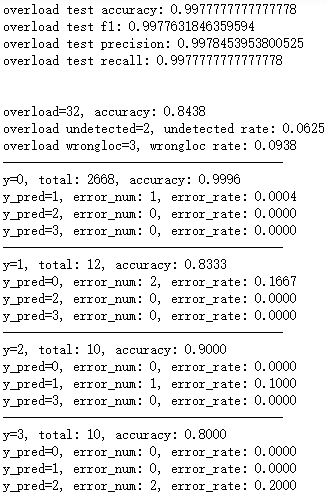 overload test accuracy: 0.9977777777777778
overload test f1: 0.9977631846359594
overload test precision: 0.9978453953800525
overload test recall: 0.9977777777777778
overload=32, accuracy: 0.8438
overload undetected=2, undetected rate: 0.0625
overload wrongloc=3, wrongloc rate: 0.0938
y=0, total: 2668, accuracy: 0.9996
y_pred=1, error_num: 1, error_rate: 0.0004
y_pred=2, error_num: 0, error_rate: 0.0000
y_pred=3, error_num: 0, error_rate: 0.0000
y=1, total: 12, accuracy: 0.8333
y_pred=0, error_num: 2, error_rate: 0.1667
y_pred=2, error_num: 0, error_rate: 0.0000
y_pred=3, error_num: 0, error_rate: 0.0000
y=2, total: 10, accuracy: 0.9000
y_pred=0, error_num: 0, error_rate: 0.0000
y_pred=1, error_num: 1, error_rate: 0.1000
y_pred=3, error_num: 0, error_rate: 0.0000
y=3, total: 10, accuracy: 0.8000
y_pred=0, error_num: 0, error_rate: 0.0000
y_pred=1, error_num: 0, error_rate: 0.0000
y_pred=2, error_num: 2, error_rate: 0.2000